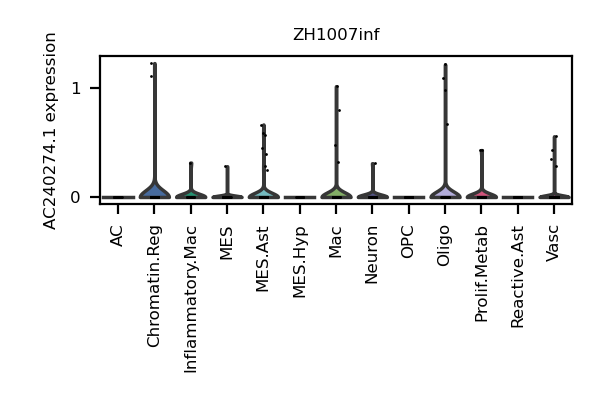 ZH1007inf
AC240274.1 expression
1
0
AC
Chromatin.Reg
Inflammatory.Mac
MES
MES.Ast
MES.Hyp
Mac
Neuron
OPC
Oligo
Prolif.Metab
Reactive.Ast
Vasc